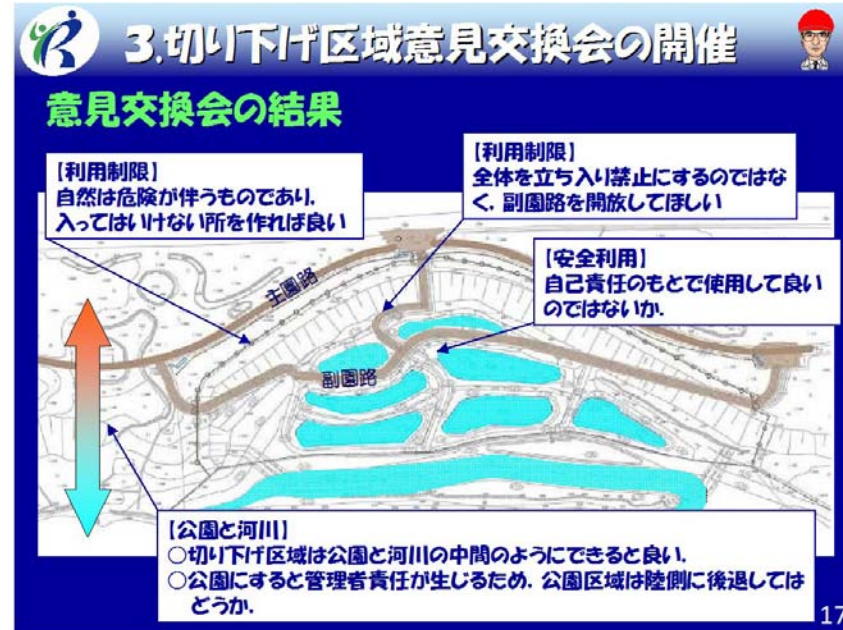 3.切り下げ区域意見交換会の開催
意見交換会の結果
【利用制限】
自然は危険が伴うものであり、
入ってはいけない所を作れば良い
【利用制限】
全体を立ち入り禁止にするのではな
く、副園路を開放してほしい
【安全利用】
自己責任のもとで使用して良い
のではないか.
主園路
副園路
【公園と河川】
○切り下げ区域は公園と河川の中間のようにできると良い.
○公園にすると管理者責任が生じるため、公園区域は陸側に後退しては
どうか.
17